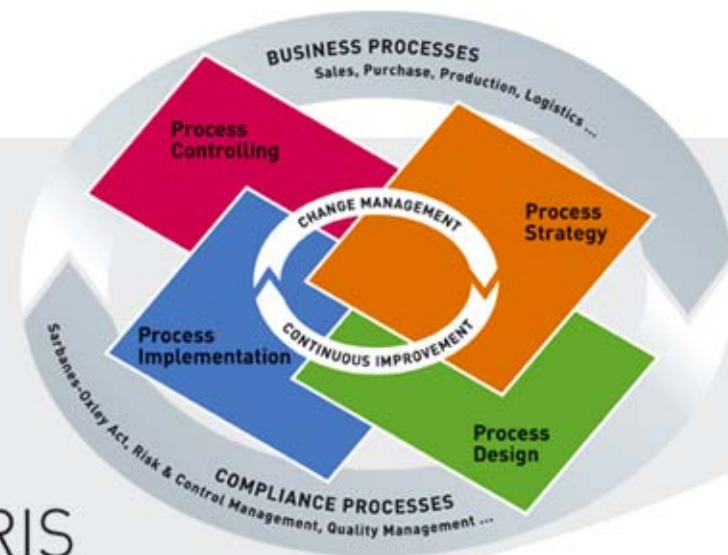 BUSINESS PROCESSES
Sales, Purchase, Production, Logistics ...
Process
Controlling
CHANGE MANAGEMENT
Process
Strategy
Process
Implementation
CONTINUOUS IMPROVEMENT
Process
Design
COMPLIANCE PROCESSES
Sarbanes-Oxley Act, Risk & Control Management, Quality Management ...
RIS